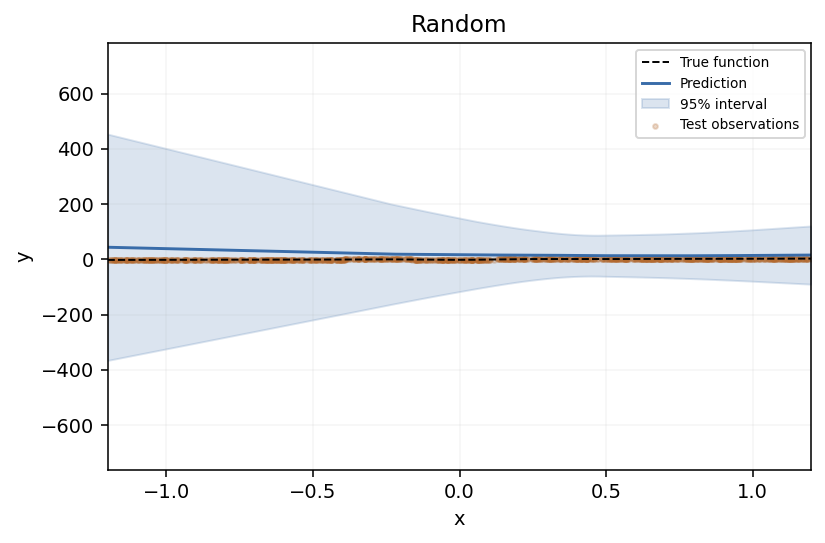 Random
True function
Prediction
95% interval
Test observations
600
400
200
0
−200
−400
−600
y
−1.0 −0.5 0.0 0.5 1.0
x